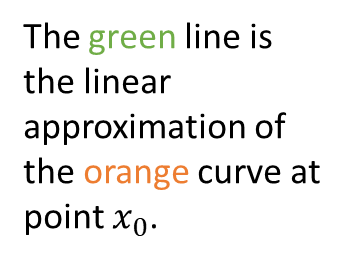 The green line is
the linear
approximation of
the orange curve at
point 𝑥₀.